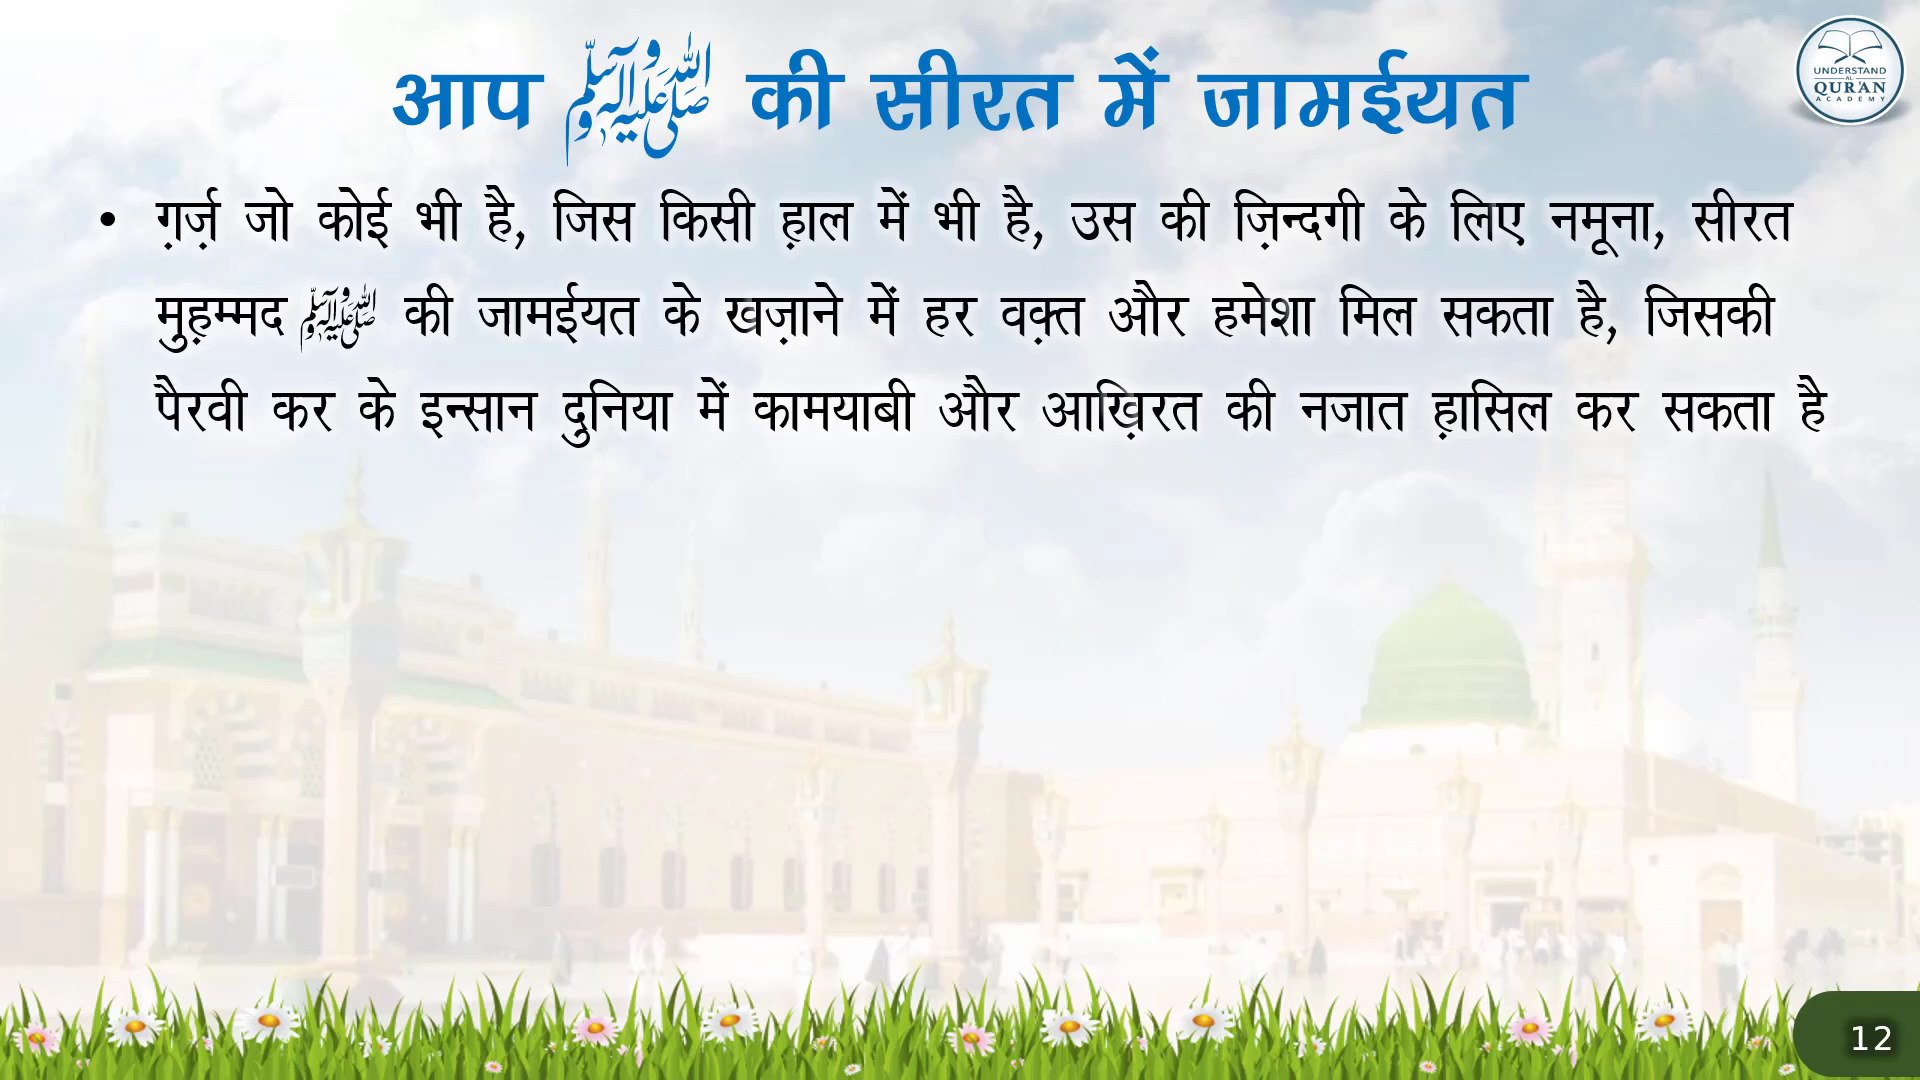 आप ﷺ की सीरत में जामईयत
UNDERSTAND
AL
QUR'AN
ACADEMY
• ग़र्ज़ जो कोई भी है, जिस किसी ह़ाल में भी है, उस की ज़िन्दगी के लिए नमूना, सीरत
मुह़म्मद ﷺ की जामईयत के खज़ाने में हर वक़्त और हमेशा मिल सकता है, जिसकी
पैरवी कर के इन्सान दुनिया में कामयाबी और आख़िरत की नजात ह़ासिल कर सकता है
12